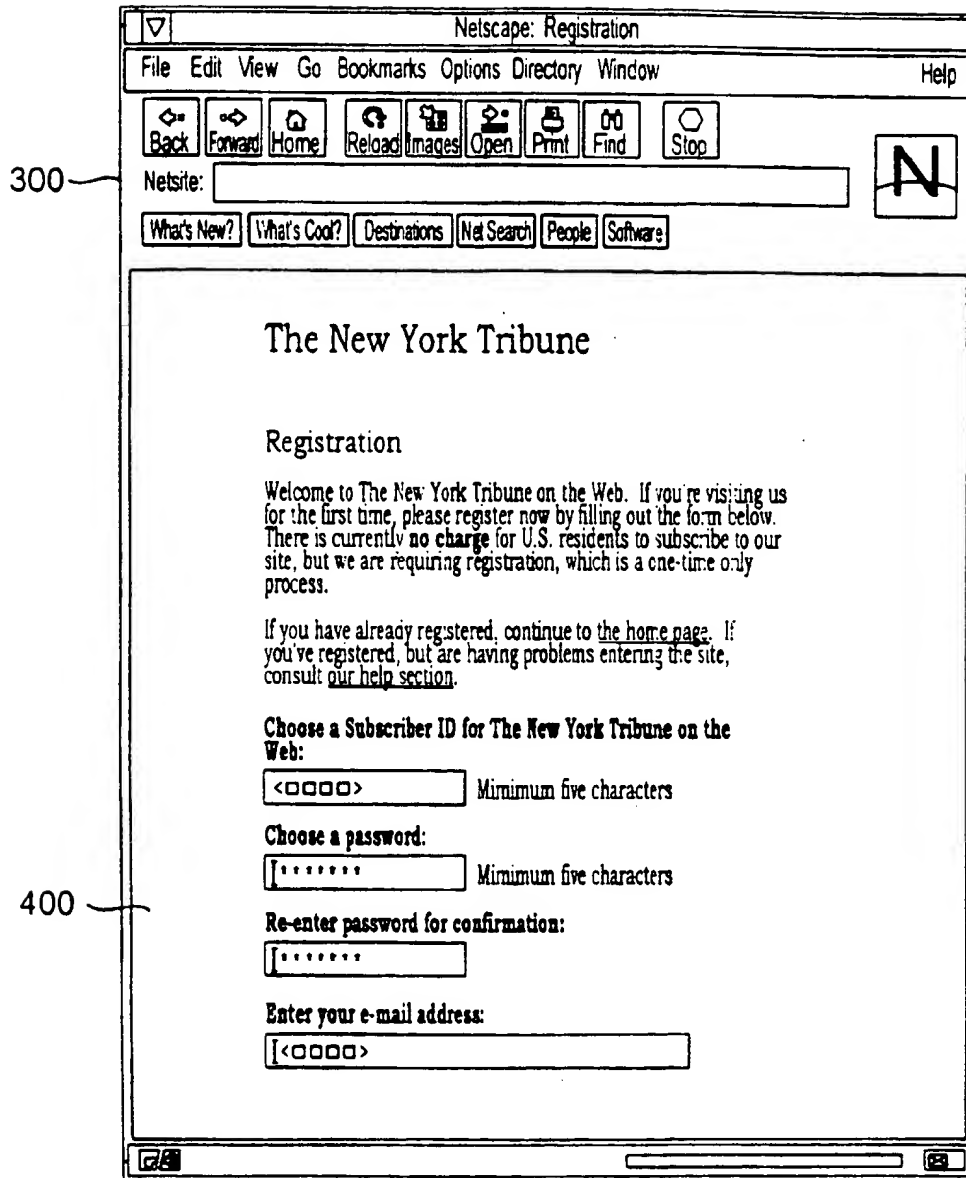 Netscape: Registration
File Edit View Go Bookmarks Options Directory Window Help
Back Forward Home Reload Images Open Print Find Stop
N
300
Netsite:
What's New? What's Cool? Destinations Net Search People Software
The New York Tribune
Registration
Welcome to The New York Tribune on the Web. If you're visiting us
for the first time, please register now by filling out the form below.
There is currently no charge for U.S. residents to subscribe to our
site, but we are requiring registration, which is a one-time only
process.
If you have already registered, continue to the home page. If
you've registered, but are having problems entering the site,
consult our help section.
Choose a Subscriber ID for The New York Tribune on the
Web:
<□□□□> Mimimum five characters
Choose a password:
******* Mimimum five characters
400
Re-enter password for confirmation:
*******
Enter your e-mail address:
<□□□□>